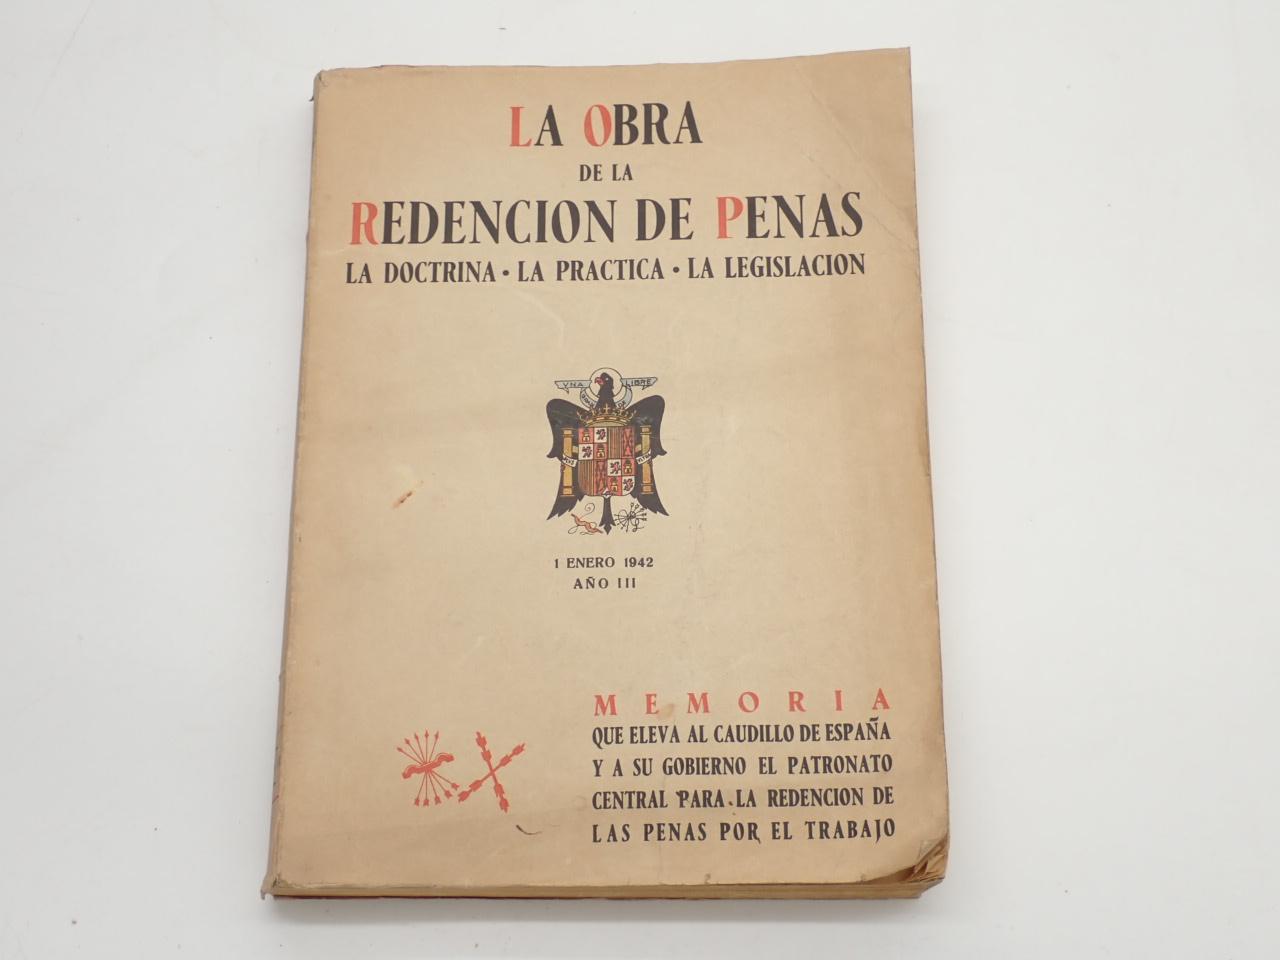 LA OBRA
DE LA
REDENCION DE PENAS
LA DOCTRINA • LA PRACTICA • LA LEGISLACION
VNA LIBRE
1 ENERO 1942
AÑO III
MEMORIA
QUE ELEVA AL CAUDILLO DE ESPAÑA
Y A SU GOBIERNO EL PATRONATO
CENTRAL PARA LA REDENCION DE
LAS PENAS POR EL TRABAJO